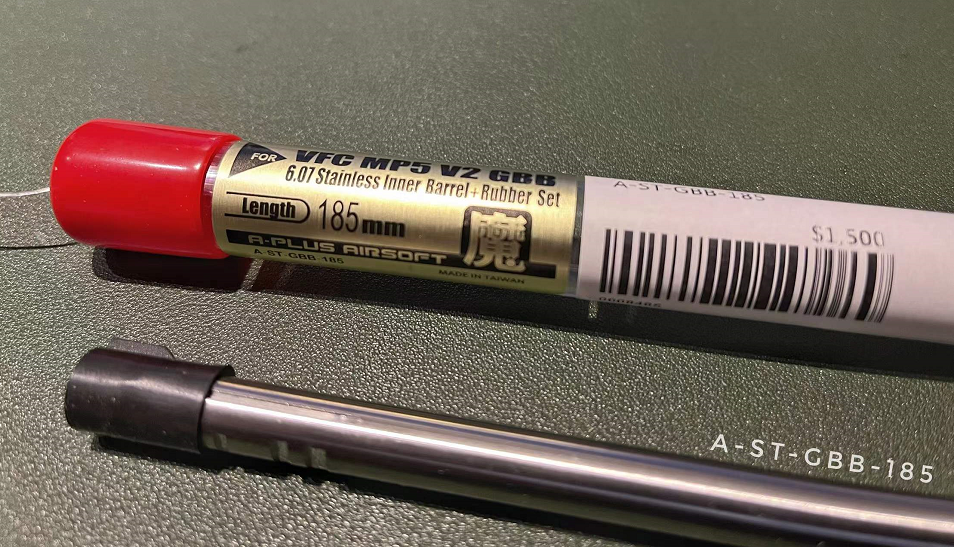 FOR
VFC MP5 V2 GBB
6.07 Stainless Inner Barrel + Rubber Set
Length 185mm
魔
A-PLUS AIRSOFT
A-ST-GBB-185
MADE IN TAIWAN
A-ST-GBB-185
$1,500
A-ST-GBB-185